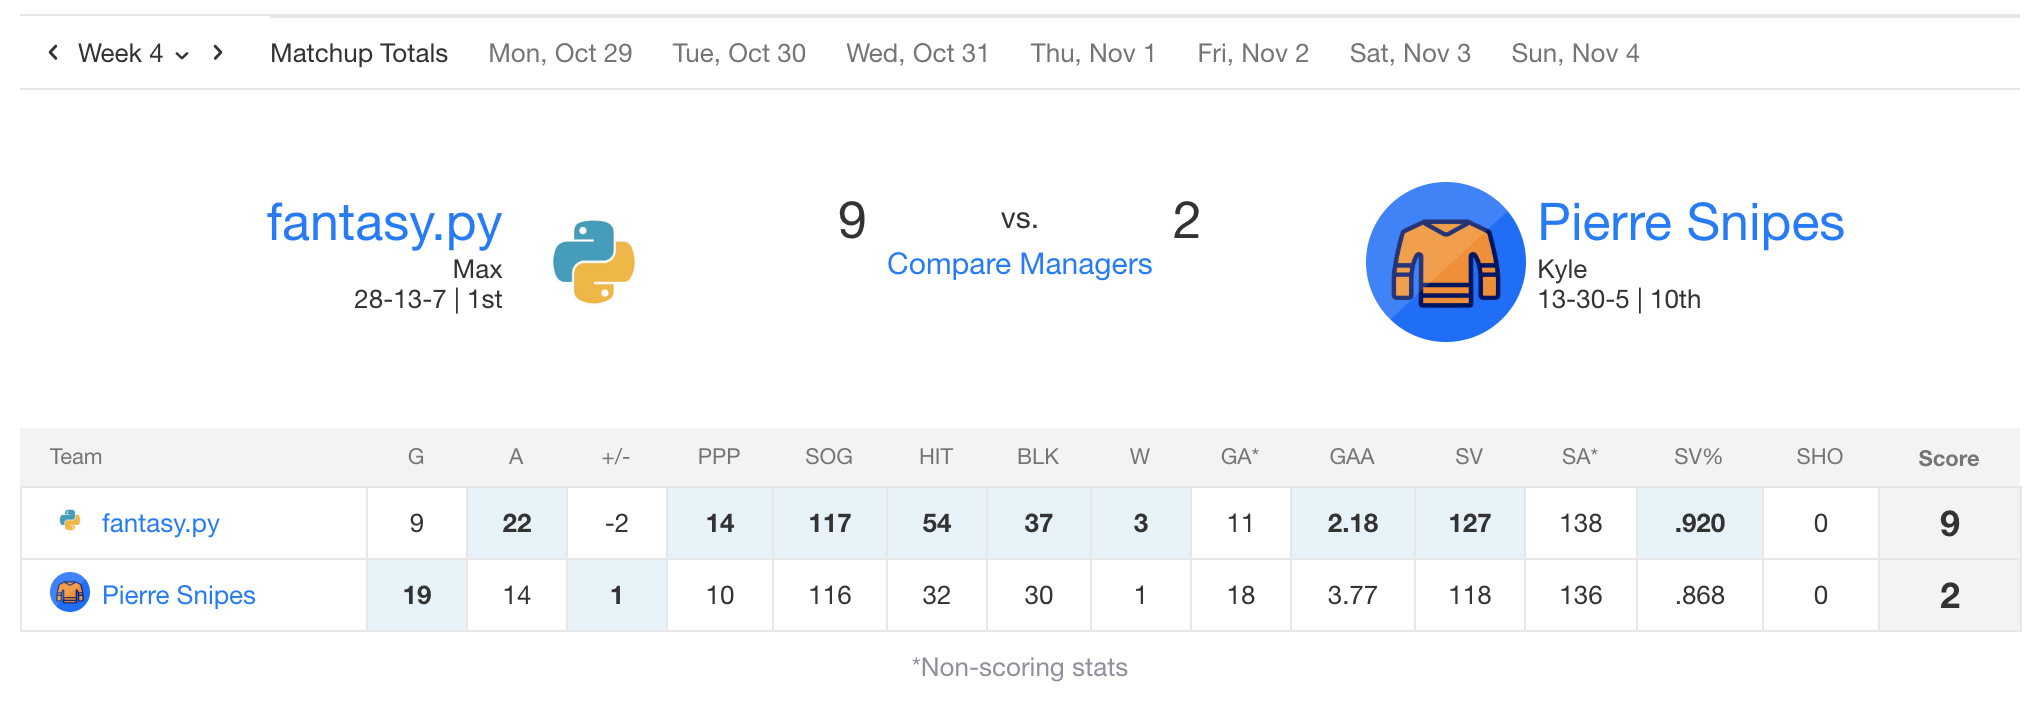 Week 4 Matchup Totals Mon, Oct 29 Tue, Oct 30 Wed, Oct 31 Thu, Nov 1 Fri, Nov 2 Sat, Nov 3 Sun, Nov 4
fantasy.py
Max
28-13-7 | 1st
9 vs. 2
Compare Managers
Pierre Snipes
Kyle
13-30-5 | 10th
Team G A +/- PPP SOG HIT BLK W GA* GAA SV SA* SV% SHO Score
fantasy.py 9 22 -2 14 117 54 37 3 11 2.18 127 138 .920 0 9
Pierre Snipes 19 14 1 10 116 32 30 1 18 3.77 118 136 .868 0 2
*Non-scoring stats